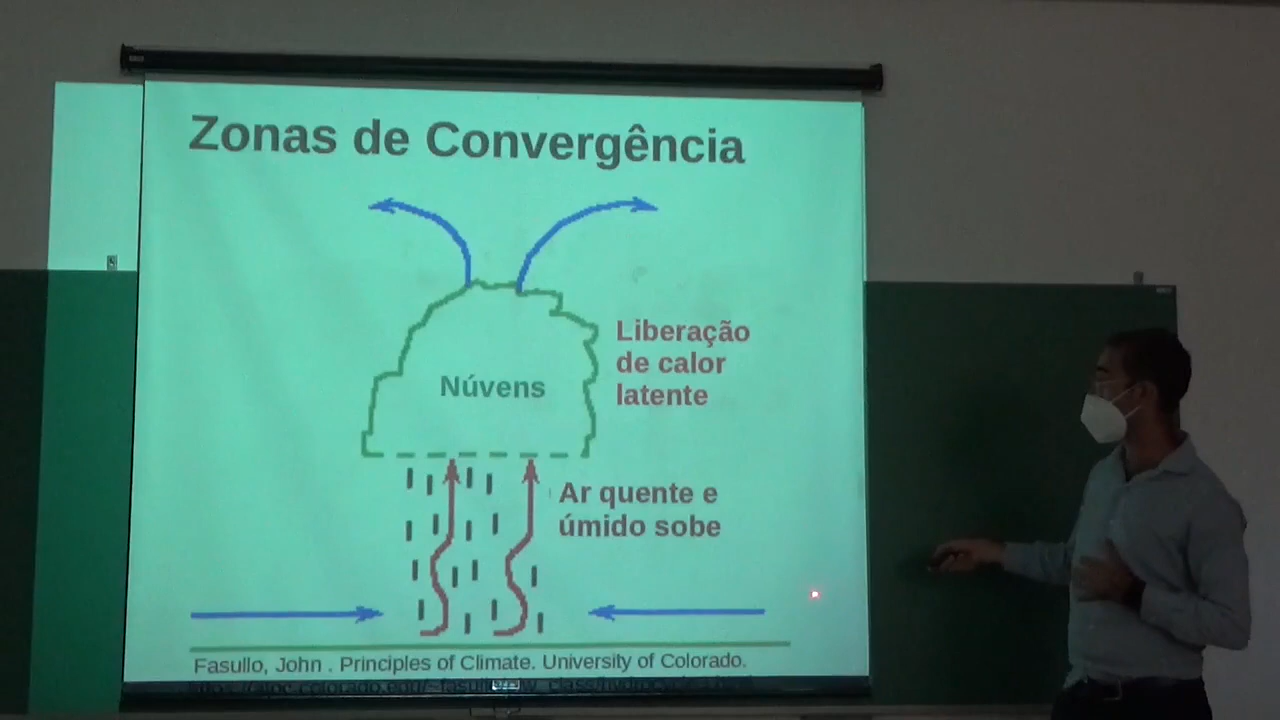 Zonas de Convergência
Liberação
de calor
latente
Núvens
Ar quente e
úmido sobe
Fasullo, John . Principles of Climate. University of Colorado.